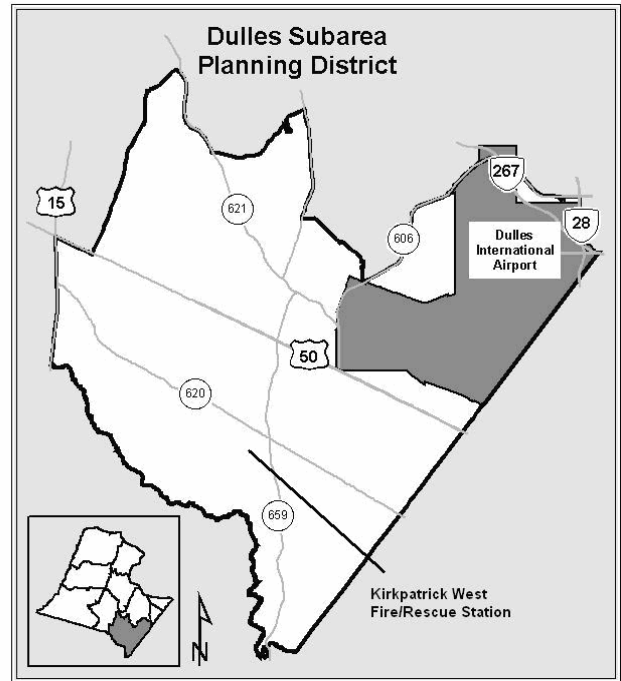 Dulles Subarea
Planning District
267
15
621
28
606
Dulles
International
Airport
50
620
659
Kirkpatrick West
Fire/Rescue Station
N